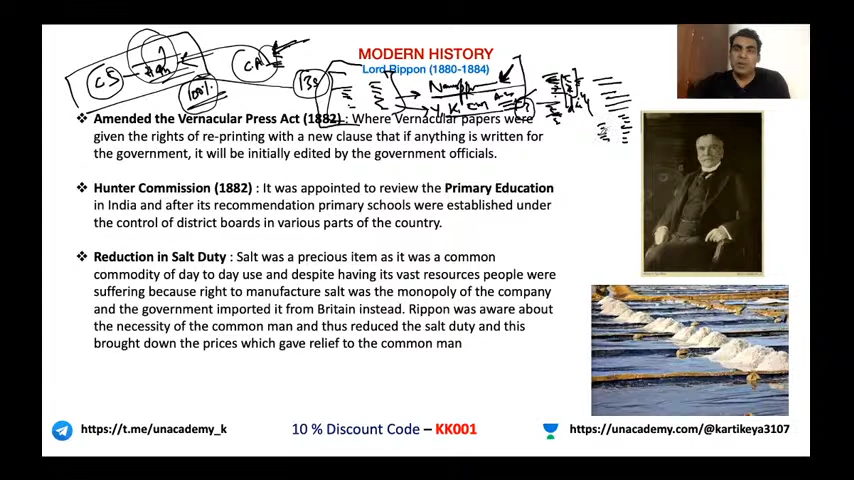 MODERN HISTORY
Lord Rippon (1880-1884)
CS
CA
100%
❖ Amended the Vernacular Press Act (1882) : Where Vernacular papers were
given the rights of re-printing with a new clause that if anything is written for
the government, it will be initially edited by the government officials.
❖ Hunter Commission (1882) : It was appointed to review the Primary Education
in India and after its recommendation primary schools were established under
the control of district boards in various parts of the country.
❖ Reduction in Salt Duty : Salt was a precious item as it was a common
commodity of day to day use and despite having its vast resources people were
suffering because right to manufacture salt was the monopoly of the company
and the government imported it from Britain instead. Rippon was aware about
the necessity of the common man and thus reduced the salt duty and this
brought down the prices which gave relief to the common man
https://t.me/unacademy_k
10 % Discount Code – KK001
https://unacademy.com/@kartikeya3107